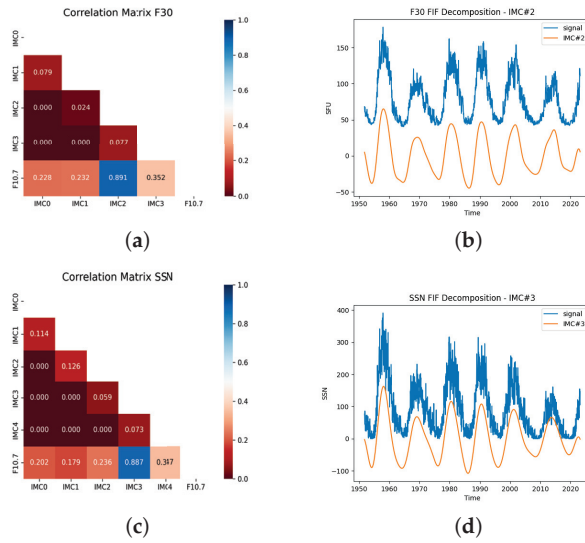 Correlation Matrix F30
IMC0
IMC1
IMC2
IMC3
F10.7
0.079
0.000
0.024
0.000
0.000
0.077
0.228
0.232
0.891
0.352
IMC0
IMC1
IMC2
IMC3
F10.7
1.0
0.8
0.6
0.4
0.2
0.0
(a)
F30 FIF Decomposition - IMC#2
signal
IMC#2
SFU
150
100
50
0
−50
1950
1960
1970
1980
1990
2000
2010
2020
Time
(b)
Correlation Matrix SSN
IMC0
IMC1
IMC2
IMC3
IMC4
F10.7
0.114
0.000
0.126
0.000
0.000
0.059
0.000
0.000
0.000
0.073
0.202
0.179
0.236
0.887
0.347
IMC0
IMC1
IMC2
IMC3
IM(4
F10.7
1.0
0.8
0.6
0.4
0.2
0.0
(c)
SSN FIF Decomposition - IMC#3
signal
IMC#3
SSN
400
300
200
100
0
−100
1950
1960
1970
1980
1990
2000
2010
2020
Time
(d)